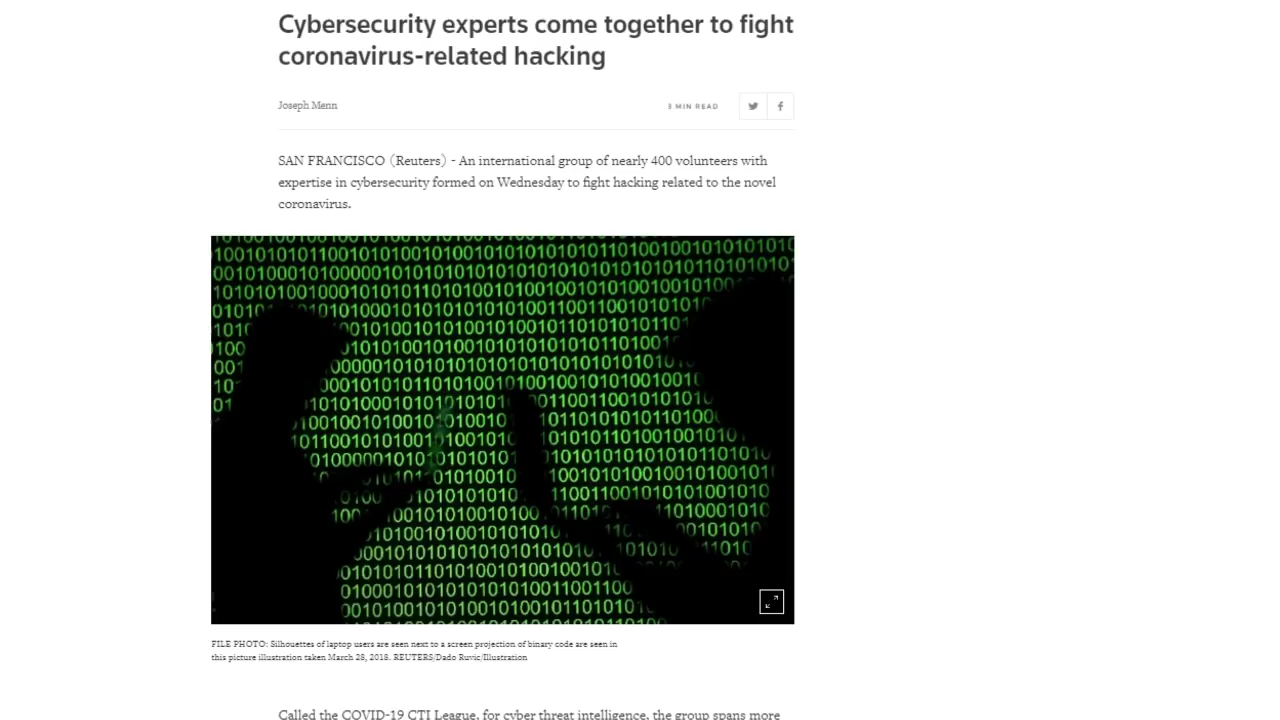 Cybersecurity experts come together to fight
coronavirus-related hacking
Joseph Menn
3 MIN READ
SAN FRANCISCO (Reuters) - An international group of nearly 400 volunteers with
expertise in cybersecurity formed on Wednesday to fight hacking related to the novel
coronavirus.
FILE PHOTO: Silhouettes of laptop users are seen next to a screen projection of binary code are seen in
this picture illustration taken March 28, 2018. REUTERS/Dado Ruvic/Illustration
Called the COVID-19 CTI League, for cyber threat intelligence, the group spans more